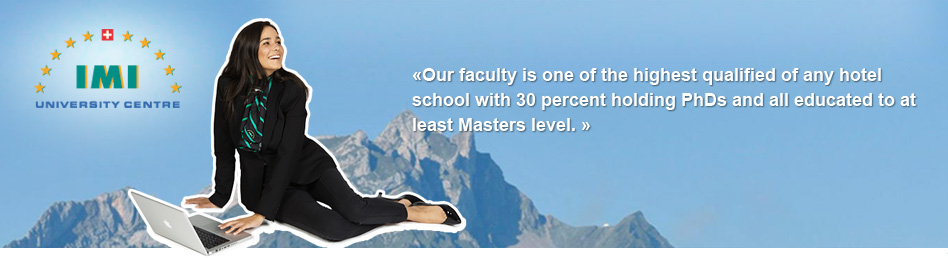 IMI
UNIVERSITY CENTRE
«Our faculty is one of the highest qualified of any hotel
school with 30 percent holding PhDs and all educated to at
least Masters level. »